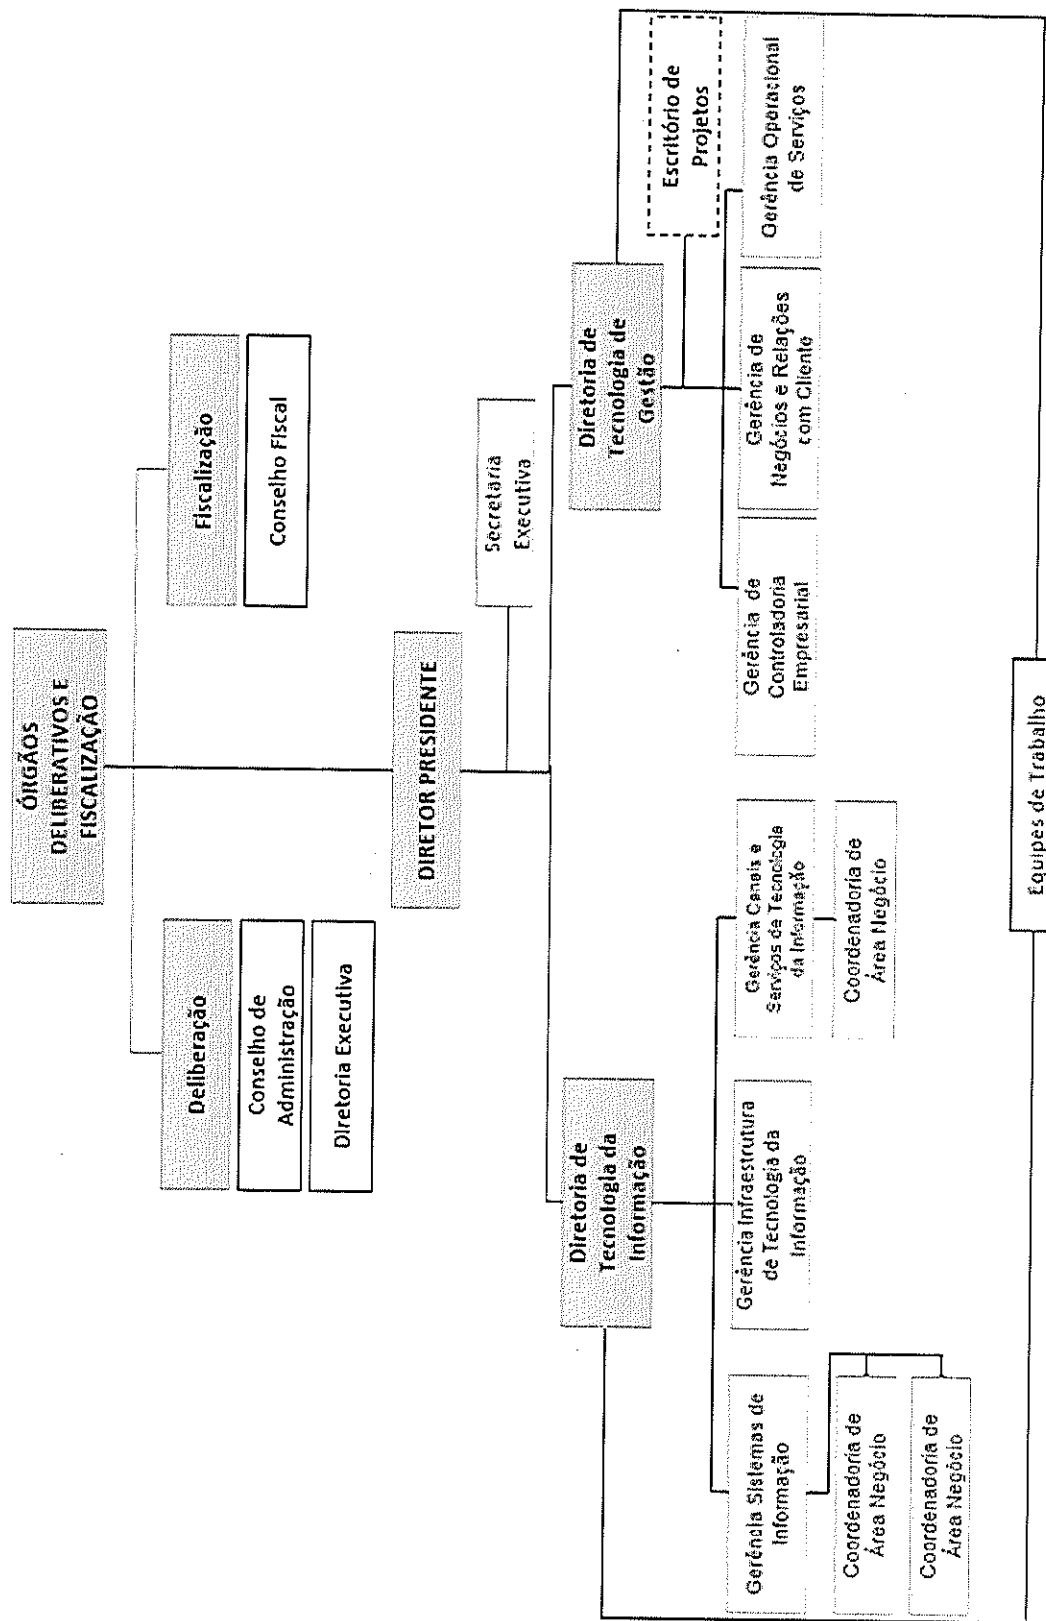 ÓRGÃOS
DELIBERATIVOS E
FISCALIZAÇÃO
Deliberação
Conselho de
Administração
Diretoria Executiva
Fiscalização
Conselho Fiscal
DIRETOR PRESIDENTE
Secretaria
Executiva
Diretoria de
Tecnologia da
Informação
Diretoria de
Tecnologia de
Gestão
Escritório de
Projetos
Gerência Sistemas de
Informação
Gerência Infraestrutura
de Tecnologia da
Informação
Gerência Canais e
Serviços de Tecnologia
da Informação
Gerência de
Controladoria
Empresarial
Gerência de
Negócios e Relações
com Cliente
Gerência Operacional
de Serviços
Coordenadoria de
Área Negócio
Coordenadoria de
Área Negócio
Coordenadoria de
Área Negócio
Equipes de Trabalho